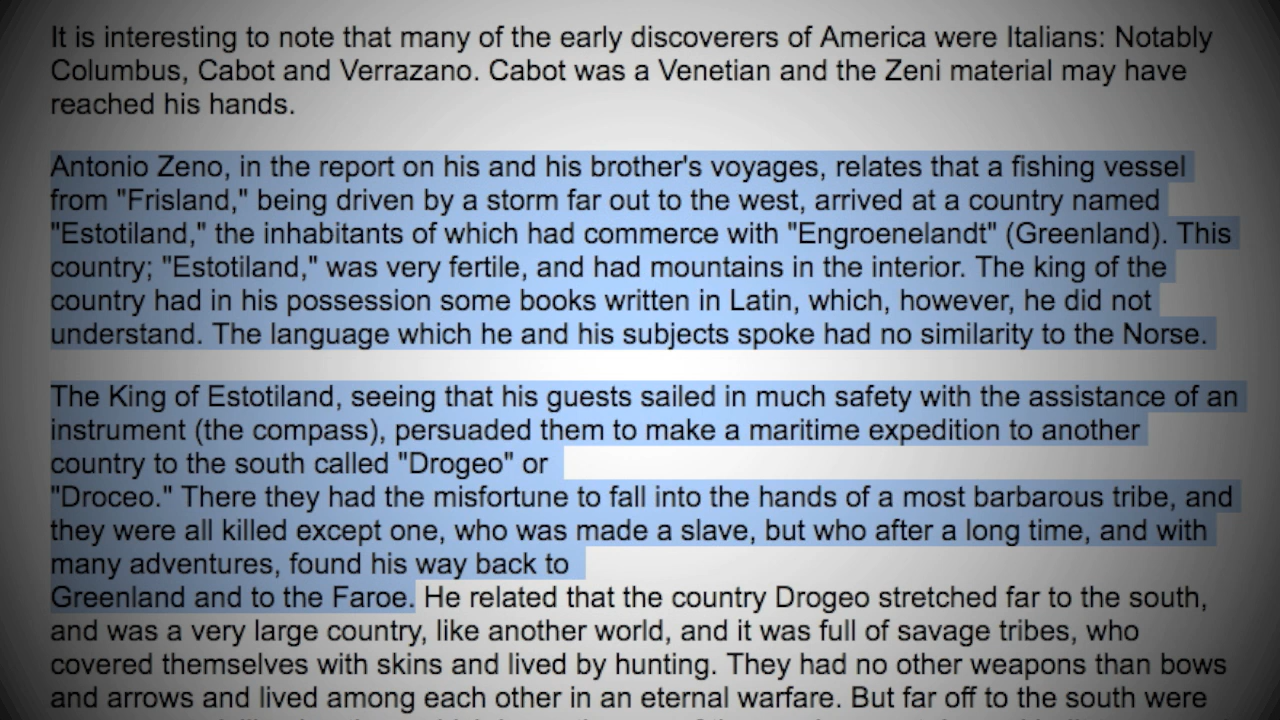 It is interesting to note that many of the early discoverers of America were Italians: Notably
Columbus, Cabot and Verrazano. Cabot was a Venetian and the Zeni material may have
reached his hands.
Antonio Zeno, in the report on his and his brother's voyages, relates that a fishing vessel
from "Frisland," being driven by a storm far out to the west, arrived at a country named
"Estotiland," the inhabitants of which had commerce with "Engroenelandt" (Greenland). This
country; "Estotiland," was very fertile, and had mountains in the interior. The king of the
country had in his possession some books written in Latin, which, however, he did not
understand. The language which he and his subjects spoke had no similarity to the Norse.
The King of Estotiland, seeing that his guests sailed in much safety with the assistance of an
instrument (the compass), persuaded them to make a maritime expedition to another
country to the south called "Drogeo" or
"Droceo." There they had the misfortune to fall into the hands of a most barbarous tribe, and
they were all killed except one, who was made a slave, but who after a long time, and with
many adventures, found his way back to
Greenland and to the Faroe. He related that the country Drogeo stretched far to the south,
and was a very large country, like another world, and it was full of savage tribes, who
covered themselves with skins and lived by hunting. They had no other weapons than bows
and arrows and lived among each other in an eternal warfare. But far off to the south were